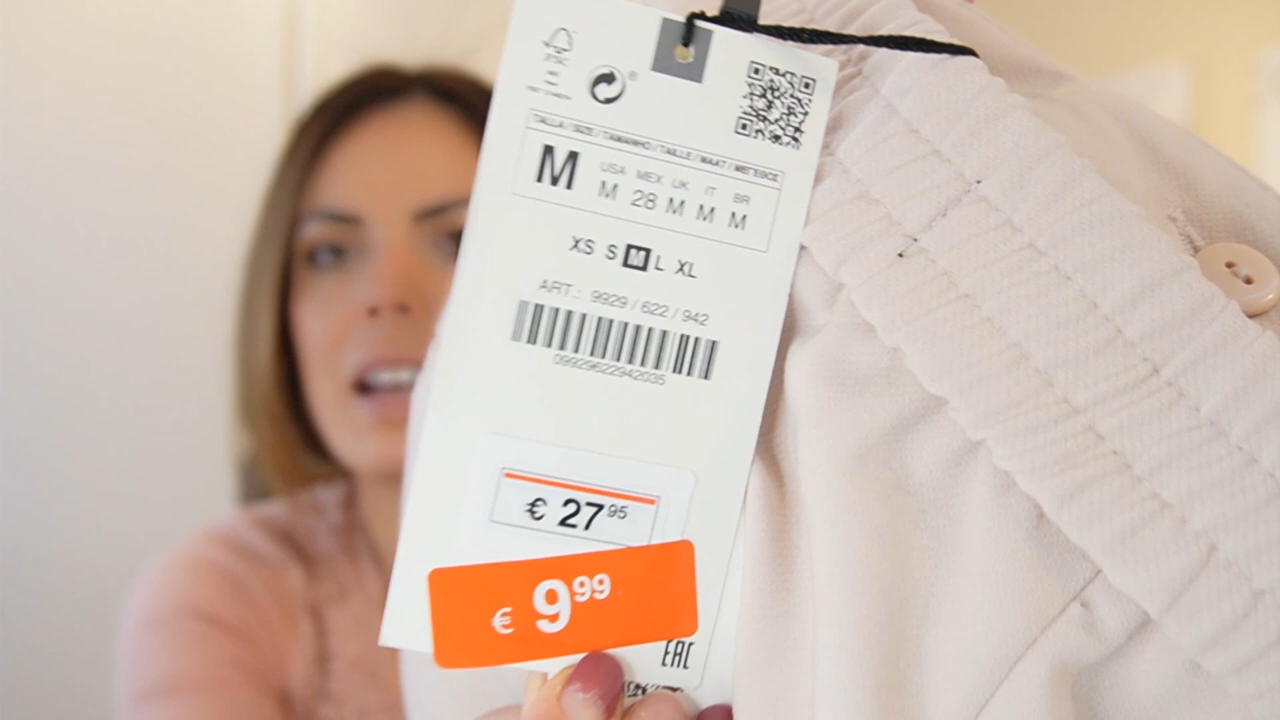 FSC
®
TALLA / SIZE / TAMANHO / TAILLE / MAAT / ΜΕΓΕΘΟΣ
M
USA MEX UK IT BR
M 28 M M M
XS S M L XL
ART.: 9929 / 622 / 942
09929622942035
€ 27 95
€ 9 99
EAC